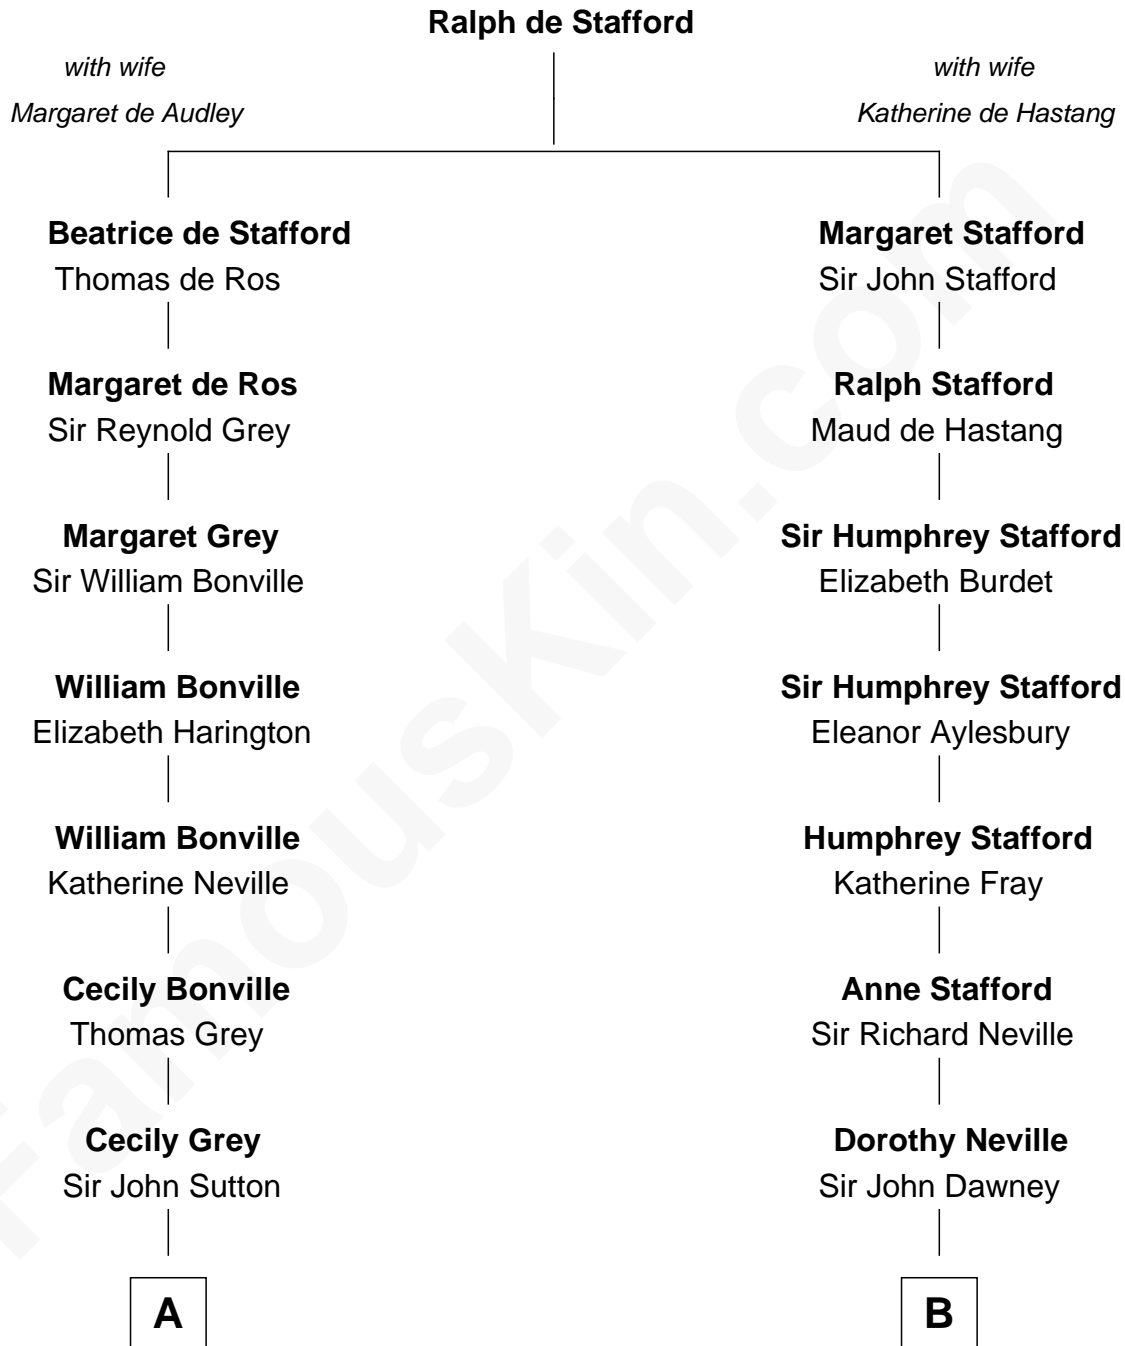 Ralph de Stafford
with wife
Margaret de Audley
with wife
Katherine de Hastang
Beatrice de Stafford
Thomas de Ros
Margaret Stafford
Sir John Stafford
Margaret de Ros
Sir Reynold Grey
Ralph Stafford
Maud de Hastang
Margaret Grey
Sir William Bonville
Sir Humphrey Stafford
Elizabeth Burdet
William Bonville
Elizabeth Harington
Sir Humphrey Stafford
Eleanor Aylesbury
William Bonville
Katherine Neville
Humphrey Stafford
Katherine Fray
Cecily Bonville
Thomas Grey
Anne Stafford
Sir Richard Neville
Cecily Grey
Sir John Sutton
Dorothy Neville
Sir John Dawney
A
B
FamousKin.com